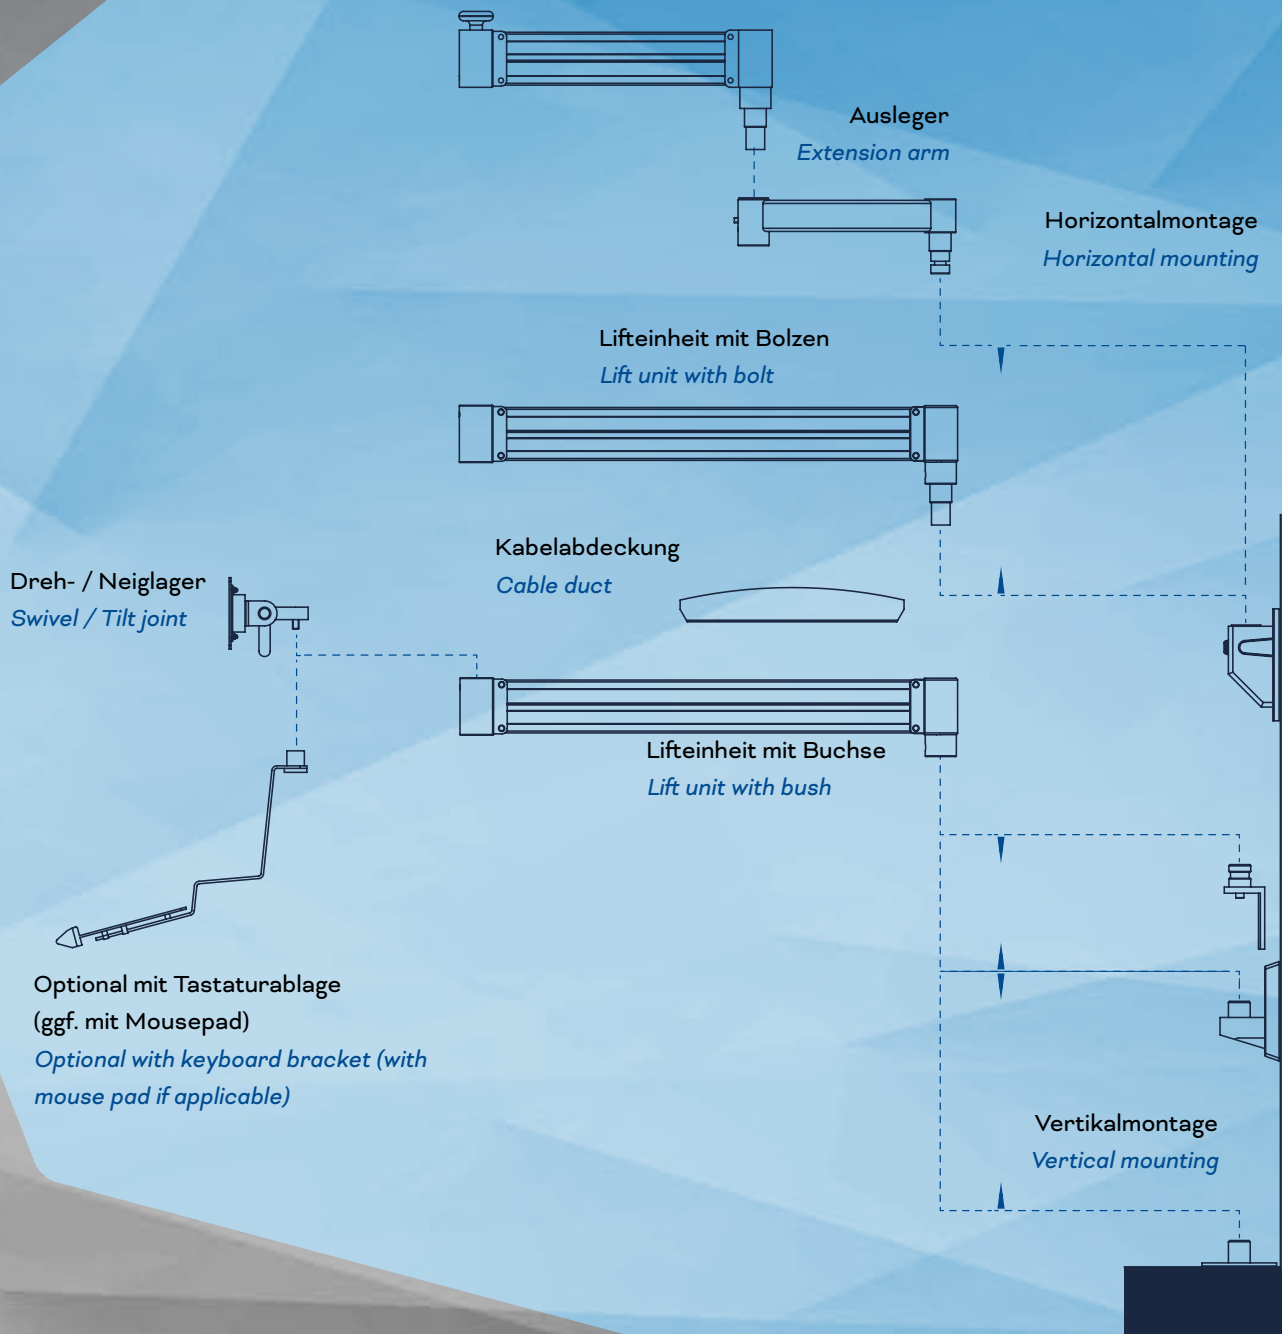 Ausleger
Extension arm
Horizontalmontage
Horizontal mounting
Lifteinheit mit Bolzen
Lift unit with bolt
Kabelabdeckung
Cable duct
Dreh- / Neiglager
Swivel / Tilt joint
Lifteinheit mit Buchse
Lift unit with bush
Optional mit Tastaturablage
(ggf. mit Mousepad)
Optional with keyboard bracket (with
mouse pad if applicable)
Vertikalmontage
Vertical mounting